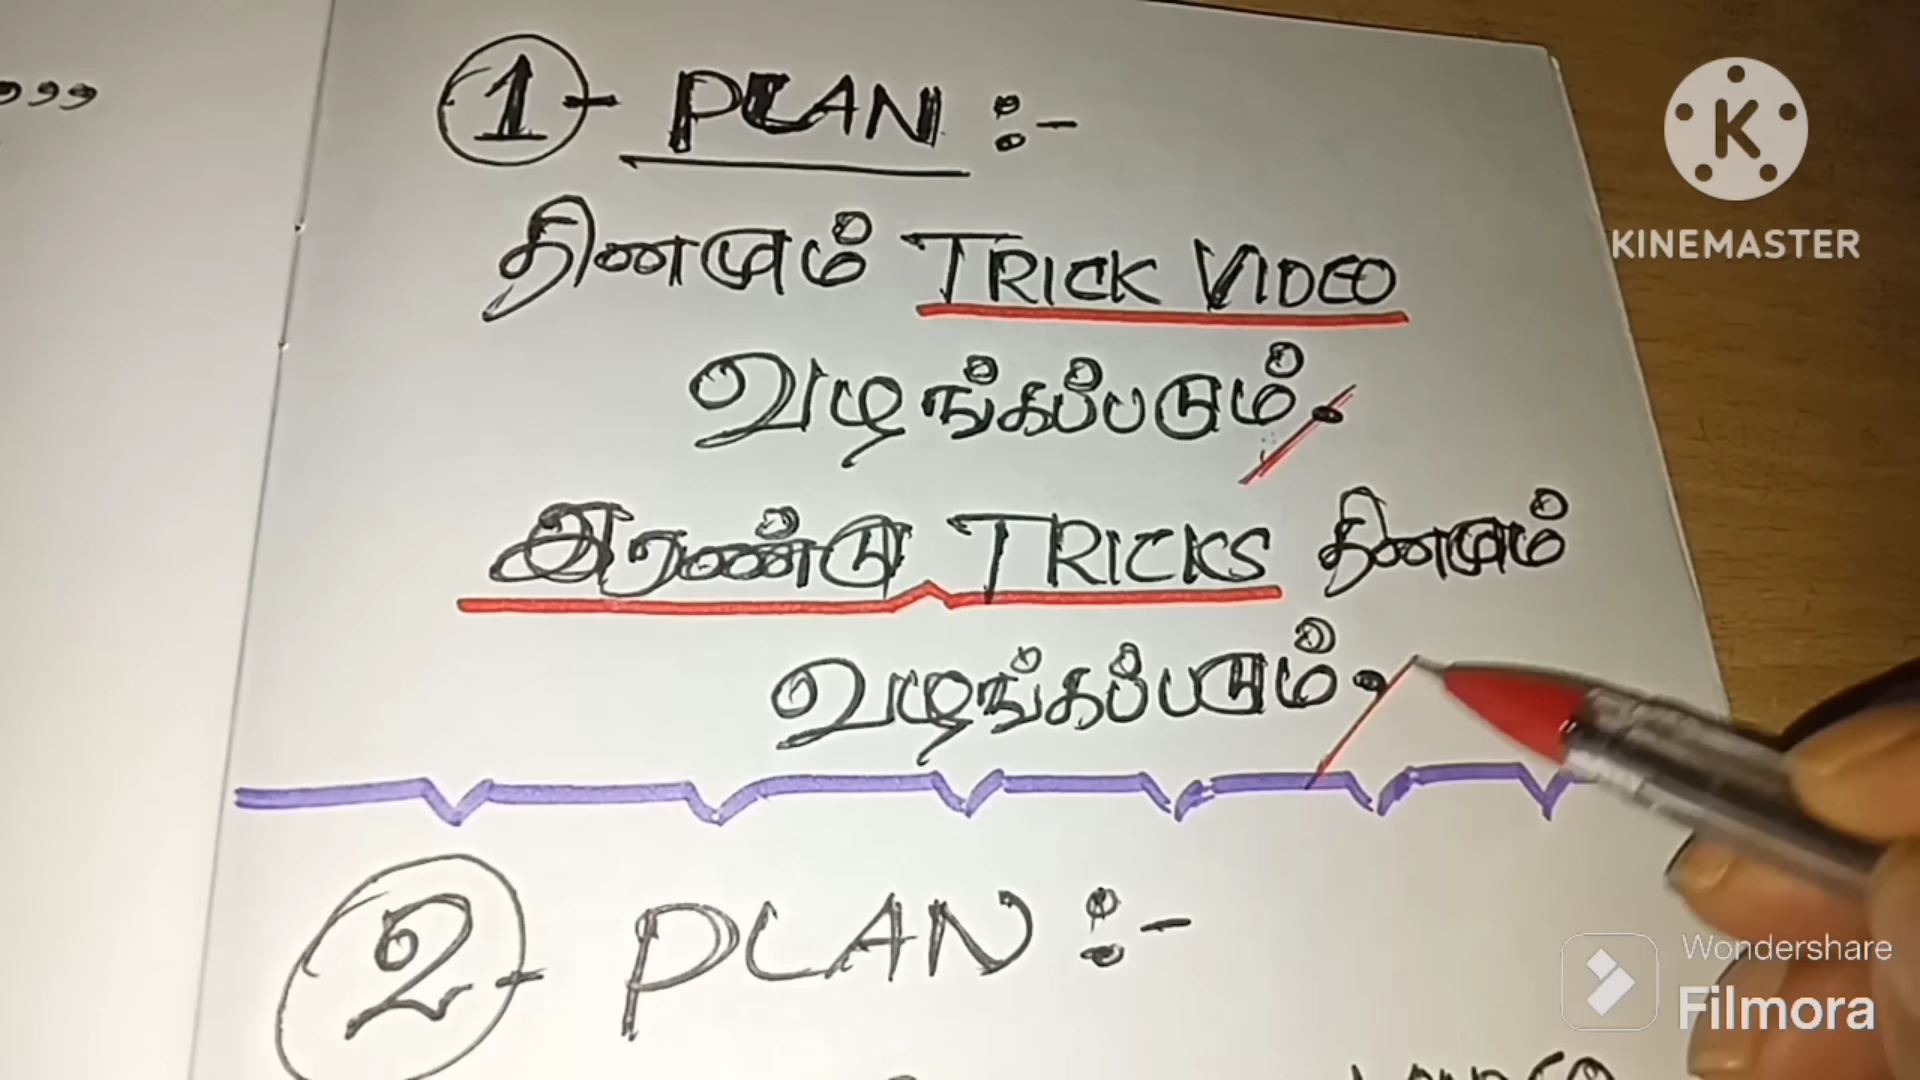 """
1 - PLAN :-
தினமும் TRICK VIDEO
வழங்கப்படும்.
இரண்டு TRICKS தினமும்
வழங்கப்படும்.
2 - PLAN :-
KINEMASTER
Wondershare
Filmora